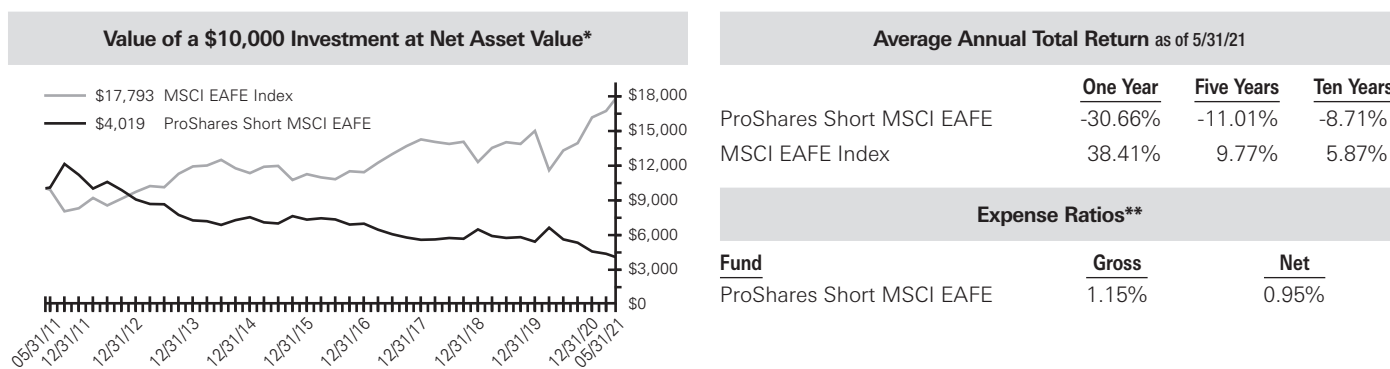 Value of a $10,000 Investment at Net Asset Value*
$17,793 MSCI EAFE Index
$4,019 ProShares Short MSCI EAFE
$18,000
$15,000
$12,000
$9,000
$6,000
$3,000
$0
05/31/11
12/31/11
12/31/12
12/31/13
12/31/14
12/31/15
12/31/16
12/31/17
12/31/18
12/31/19
12/31/20
05/31/21
Average Annual Total Return as of 5/31/21
One Year Five Years Ten Years
ProShares Short MSCI EAFE -30.66% -11.01% -8.71%
MSCI EAFE Index 38.41% 9.77% 5.87%
Expense Ratios**
Fund Gross Net
ProShares Short MSCI EAFE 1.15% 0.95%